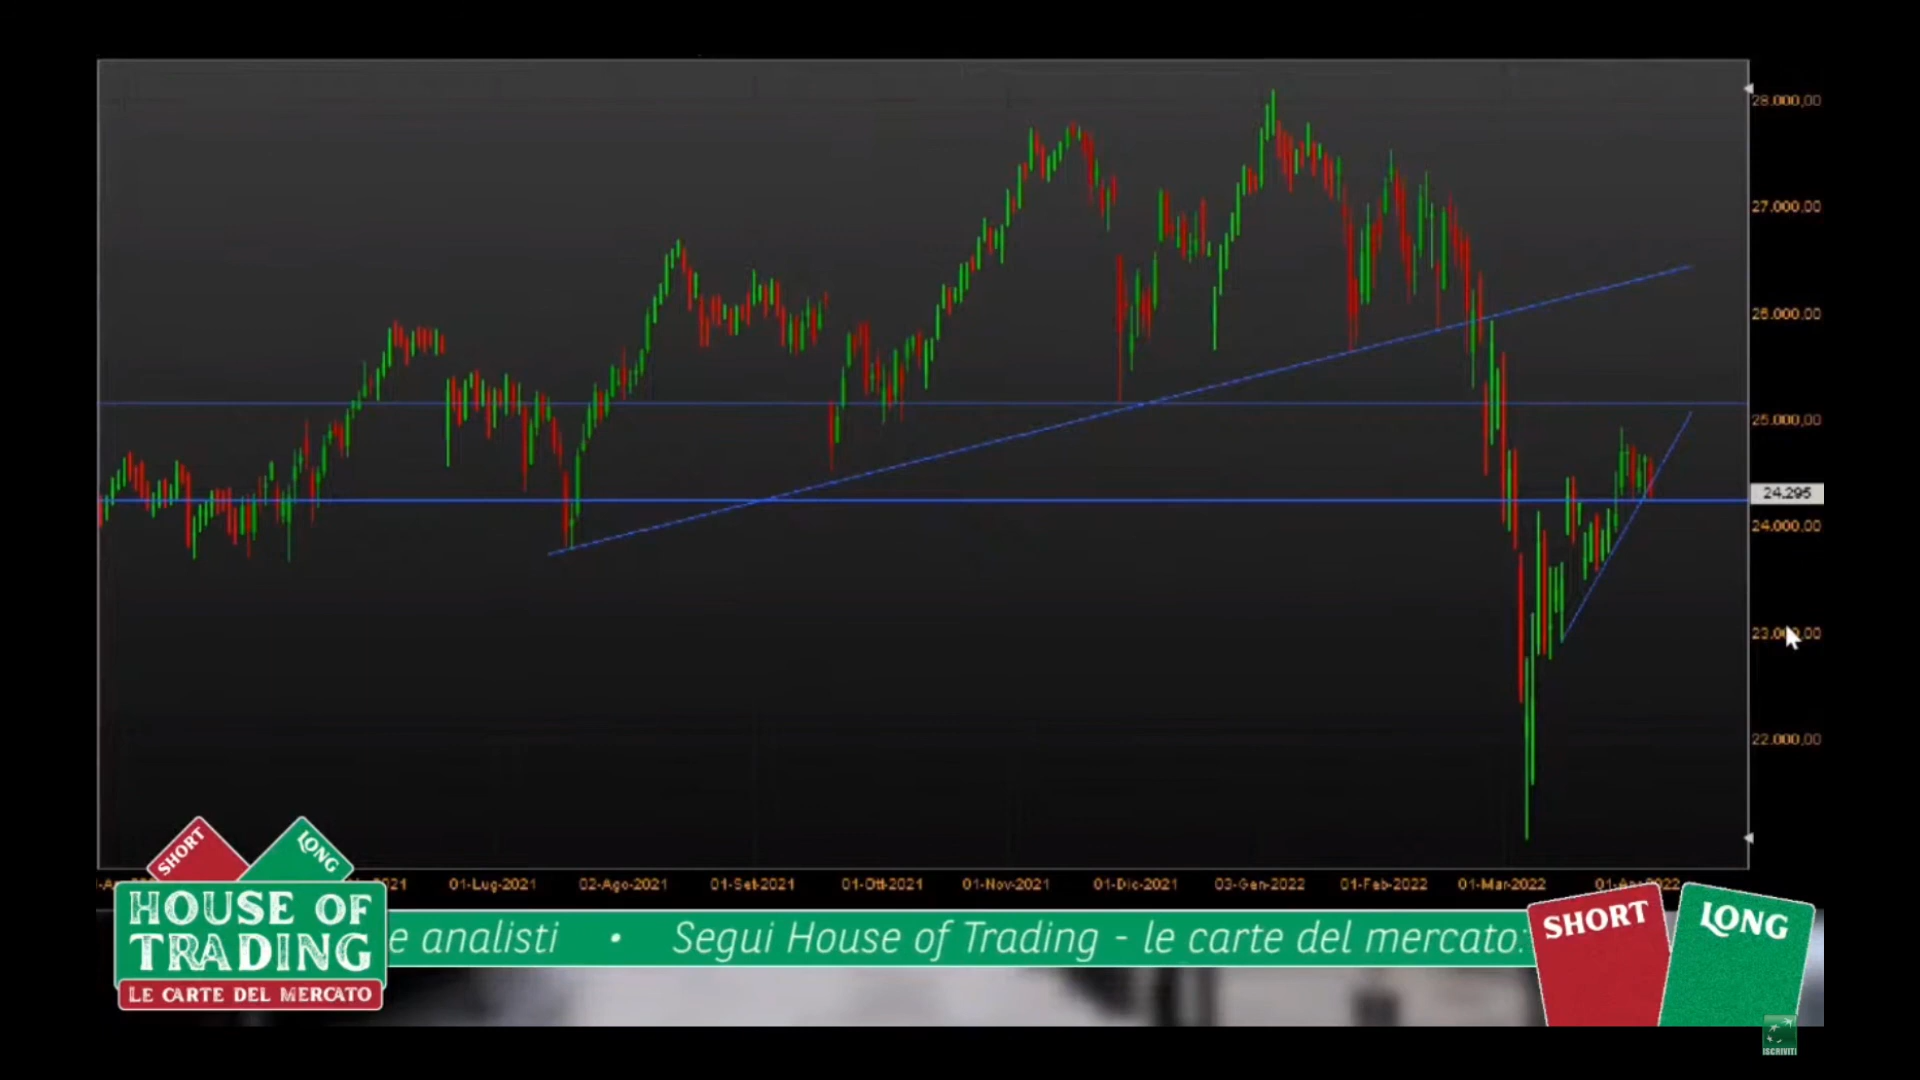 28.000,00
27.000,00
26.000,00
25.000,00
24.295
24.000,00
22.000,00
2021
01-Lug-2021
02-Ago-2021
01-Set-2021
01-Ott-2021
01-Nov-2021
01-Dic-2021
03-Gen-2022
01-Feb-2022
01-Mar-2022
SHORT
LONG
HOUSE OF
TRADING
LE CARTE DEL MERCATO
e analisti • Segui House of Trading - le carte del mercato:
SHORT
LONG
ISCRIVITI